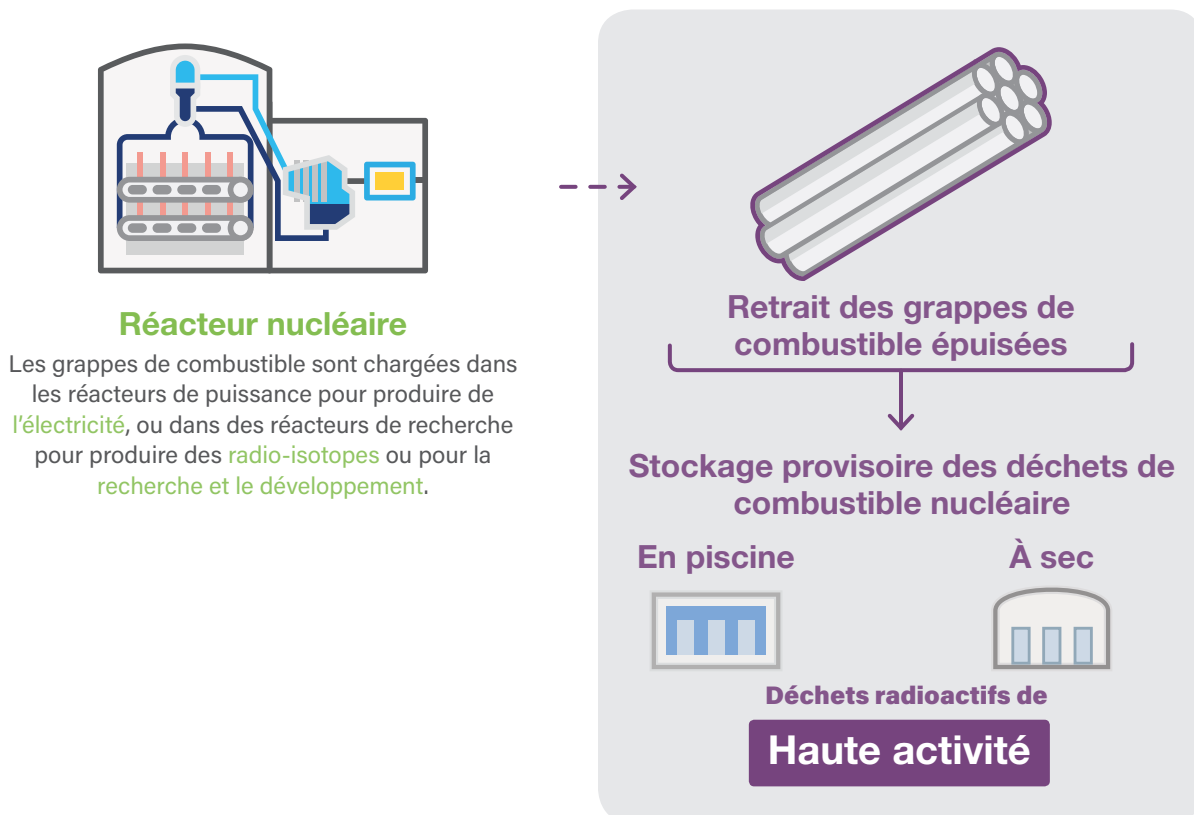 Réacteur nucléaire
Les grappes de combustible sont chargées dans
les réacteurs de puissance pour produire de
l'électricité, ou dans des réacteurs de recherche
pour produire des radio-isotopes ou pour la
recherche et le développement.
Retrait des grappes de
combustible épuisées
Stockage provisoire des déchets de
combustible nucléaire
En piscine
À sec
Déchets radioactifs de
Haute activité